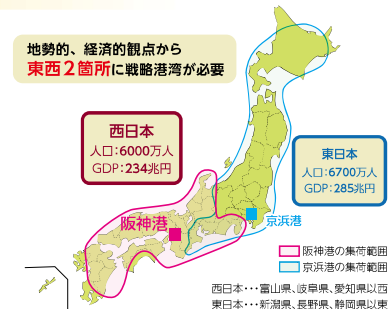 地勢的、経済的観点から
東西2箇所に戦略港湾が必要
西日本
人口：6000万人
GDP：234兆円
東日本
人口：6700万人
GDP：285兆円
阪神港
京浜港
阪神港の集荷範囲
京浜港の集荷範囲
西日本・・・富山県、岐阜県、愛知県以西
東日本・・・新潟県、長野県、静岡県以東